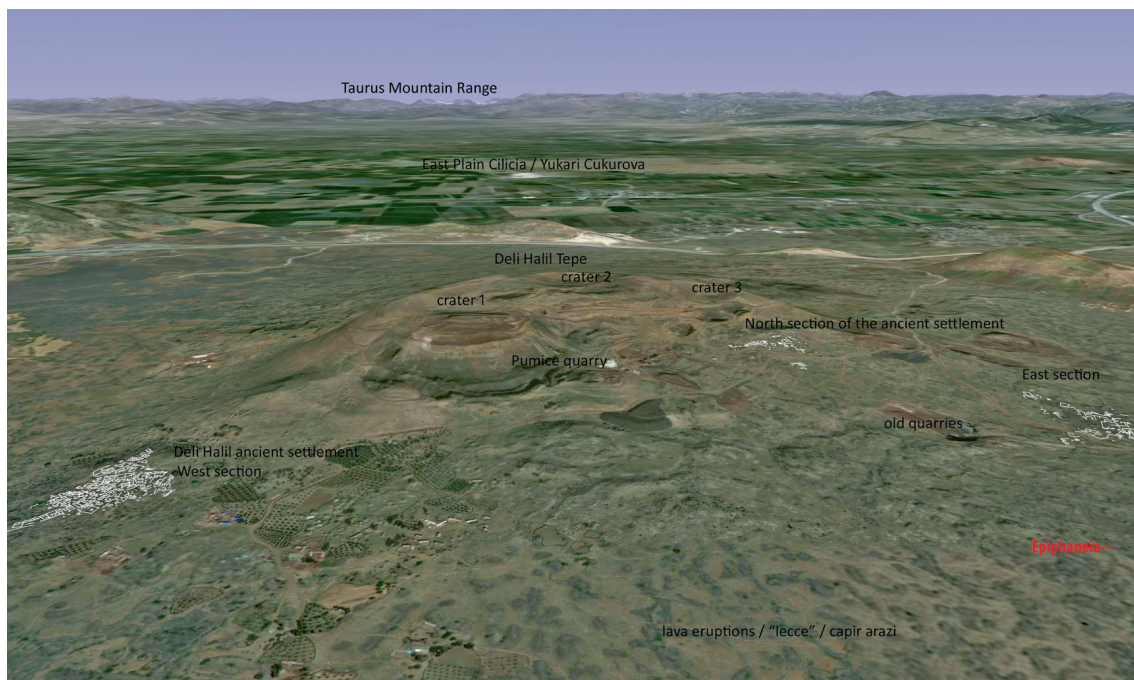 Taurus Mountain Range
East Plain Cilicia / Yukari Cukurova
Deli Halil Tepe
crater 2
crater 3
crater 1
North section of the ancient settlement
Pumice quarry
East section
old quarries
Deli Halil ancient settlement
West section
Epiphaneia
lava eruptions / “lecce” / capir arazi